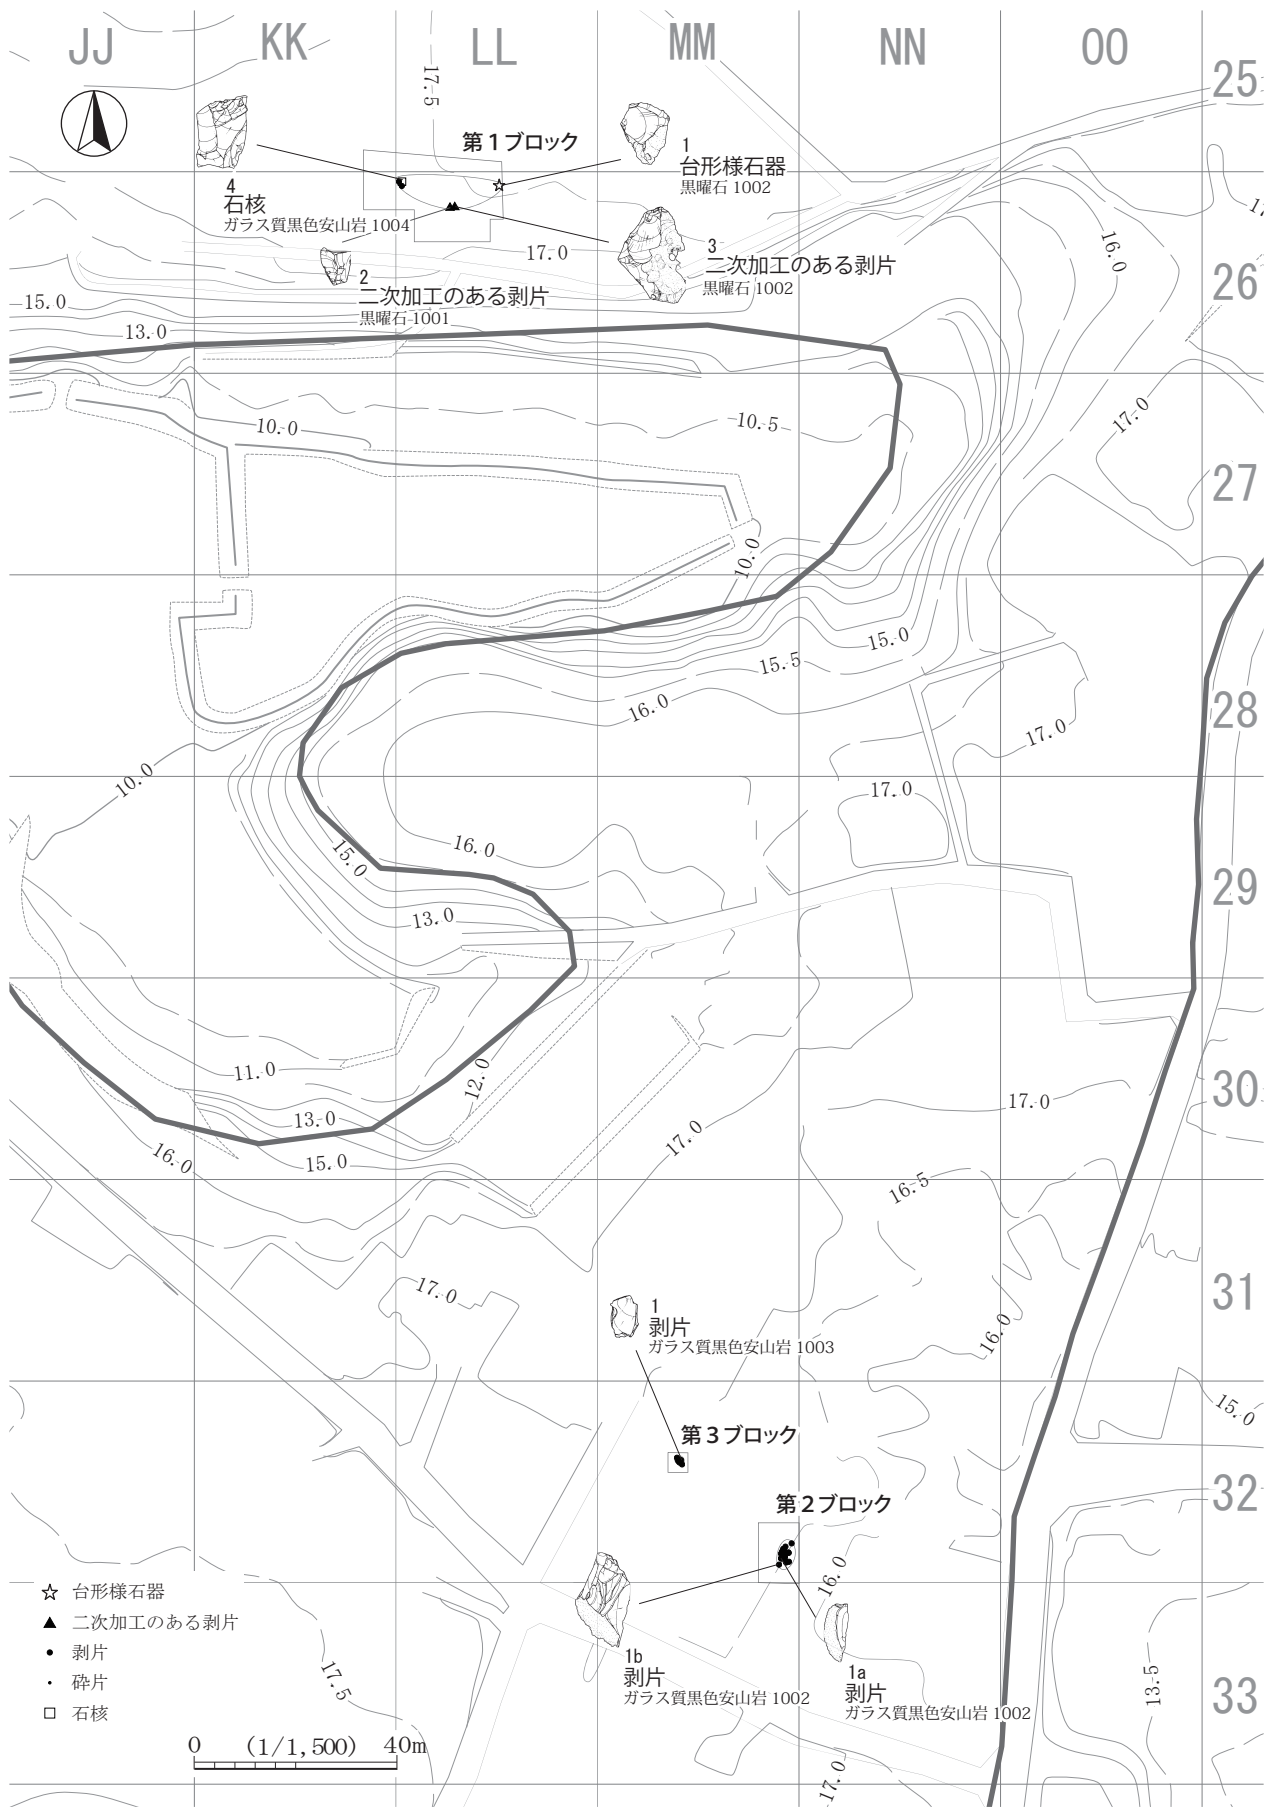 JJ KK LL MM NN OO
25
17.5
第1ブロック
1
台形様石器
黒曜石 1002
4
石核
ガラス質黒色安山岩 1004
3
二次加工のある剥片
黒曜石 1002
17.0
16.0
26
2
二次加工のある剥片
黒曜石 1001
15.0
13.0
17.0
10.0
10.5
27
10.0
15.0
15.5
16.0
28
17.0
10.0
17.0
16.0
15.0
29
13.0
11.0
12.0
30
17.0
13.0
17.0
16.0
15.0
16.5
31
17.0
1
剥片
ガラス質黒色安山岩 1003
16.0
15.0
第3ブロック
32
第2ブロック
16.0
☆ 台形様石器
▲ 二次加工のある剥片
● 剥片
・ 砕片
□ 石核
1b
剥片
ガラス質黒色安山岩 1002
1a
剥片
ガラス質黒色安山岩 1002
17.5
13.5
33
0 (1/1,500) 40m
17.0